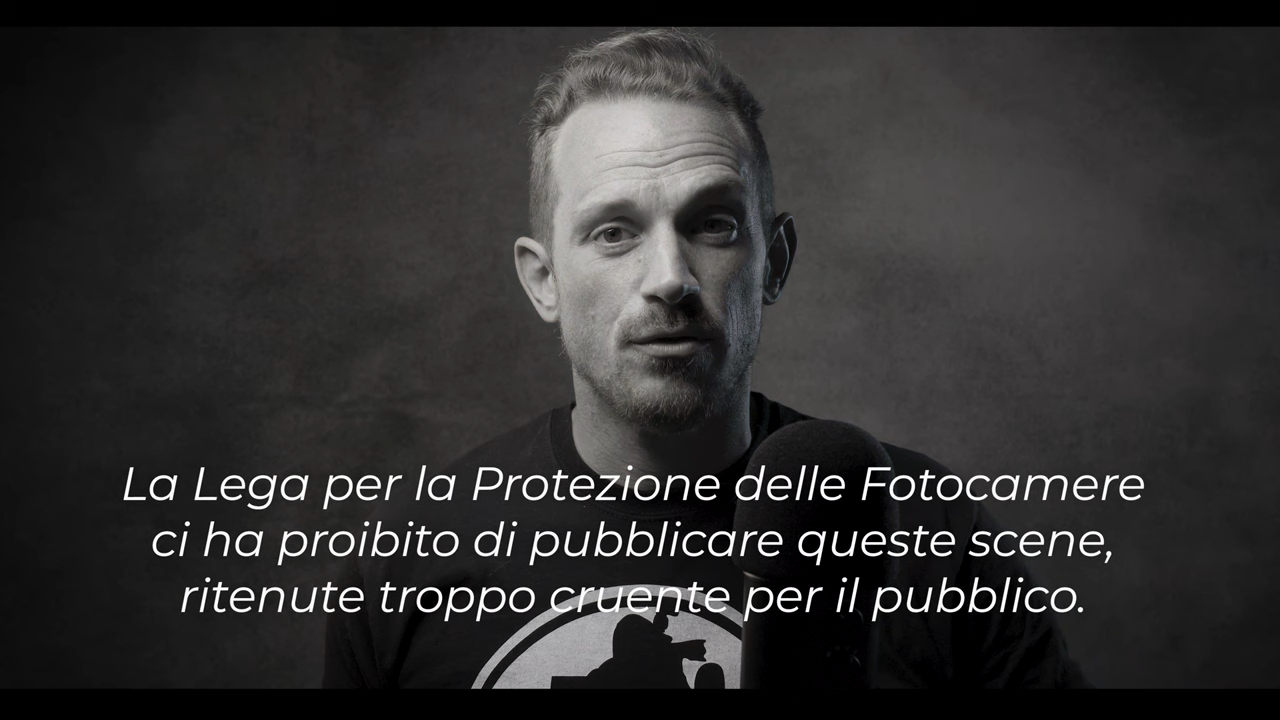 La Lega per la Protezione delle Fotocamere
ci ha proibito di pubblicare queste scene,
ritenute troppo cruente per il pubblico.